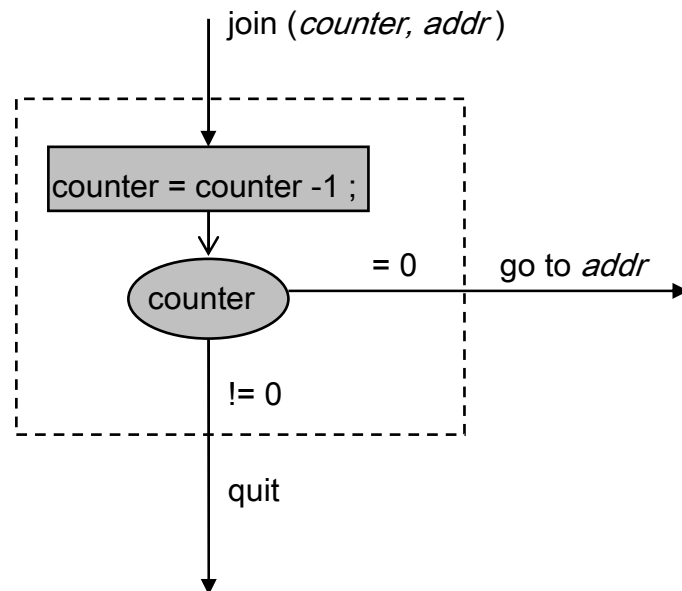 join (counter, addr )
counter = counter -1 ;
= 0 go to addr
counter
!= 0
quit